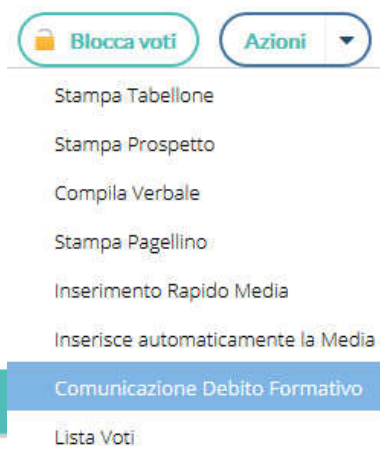 Blocca voti Azioni
Stampa Tabellone
Stampa Prospetto
Compila Verbale
Stampa Pagellino
Inserimento Rapido Media
Inserisce automaticamente la Media
Comunicazione Debito Formativo
Lista Voti